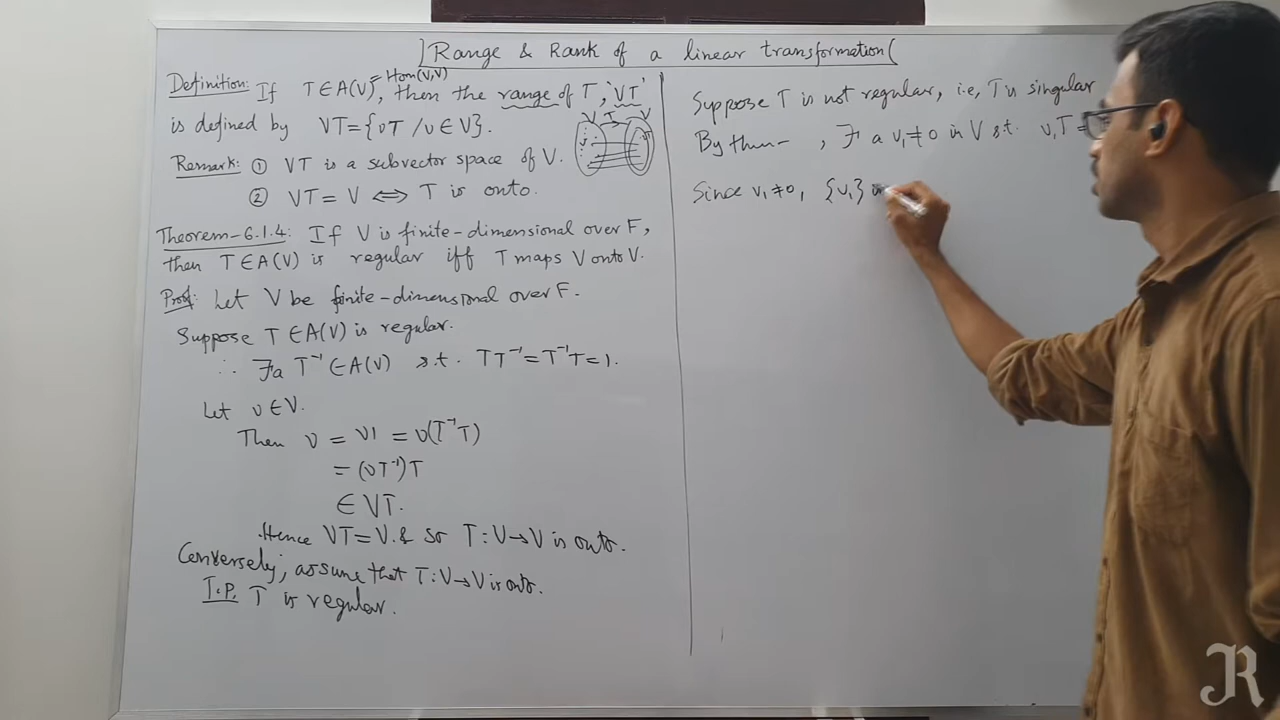 Range & Rank of a linear transformation
Definition: If T∈A(V), then the range of T, 'VT'
Hom(V,V)
is defined by VT={vT / v∈V}.
V T V
Remark: ① VT is a subvector space of V.
② VT=V ⟺ T is onto.
Theorem-6.1.4: If V is finite-dimensional over F,
then T∈A(V) is regular iff T maps V onto V.
Proof: Let V be finite-dimensional over F.
Suppose T∈A(V) is regular.
∴ ∃ a T⁻¹∈A(V) s.t. TT⁻¹=T⁻¹T=1.
Let v∈V.
Then v = v1 = v(T⁻¹T)
= (vT⁻¹)T
∈ VT.
Hence VT=V & so T:V→V is onto.
Conversely, assume that T:V→V is onto.
T.P. T is regular.
Suppose T is not regular, i.e, T is singular
By thm— , ∃ a v₁≠0 in V s.t. v₁T=
Since v₁≠0, {v₁}
R